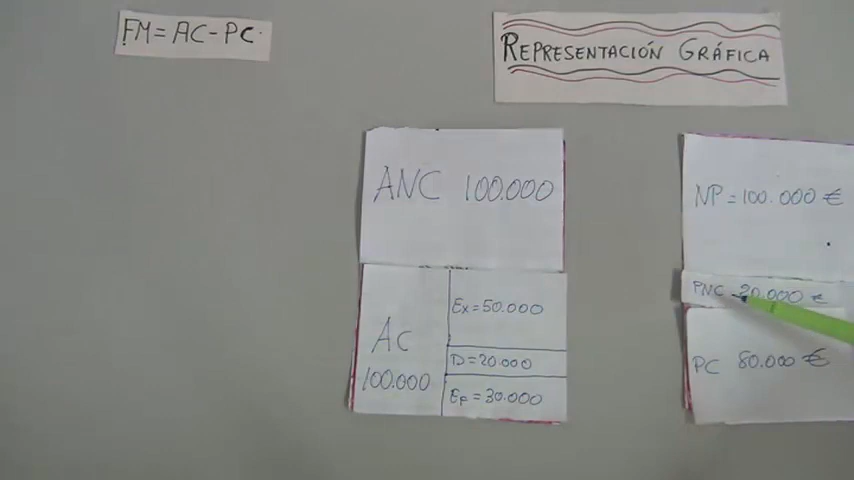 FM = AC - PC
REPRESENTACIÓN GRÁFICA
ANC 100.000
AC
100.000
Ex = 50.000
D = 20.000
Ef = 30.000
NP = 100.000 €
PNC 20.000 €
PC 80.000 €